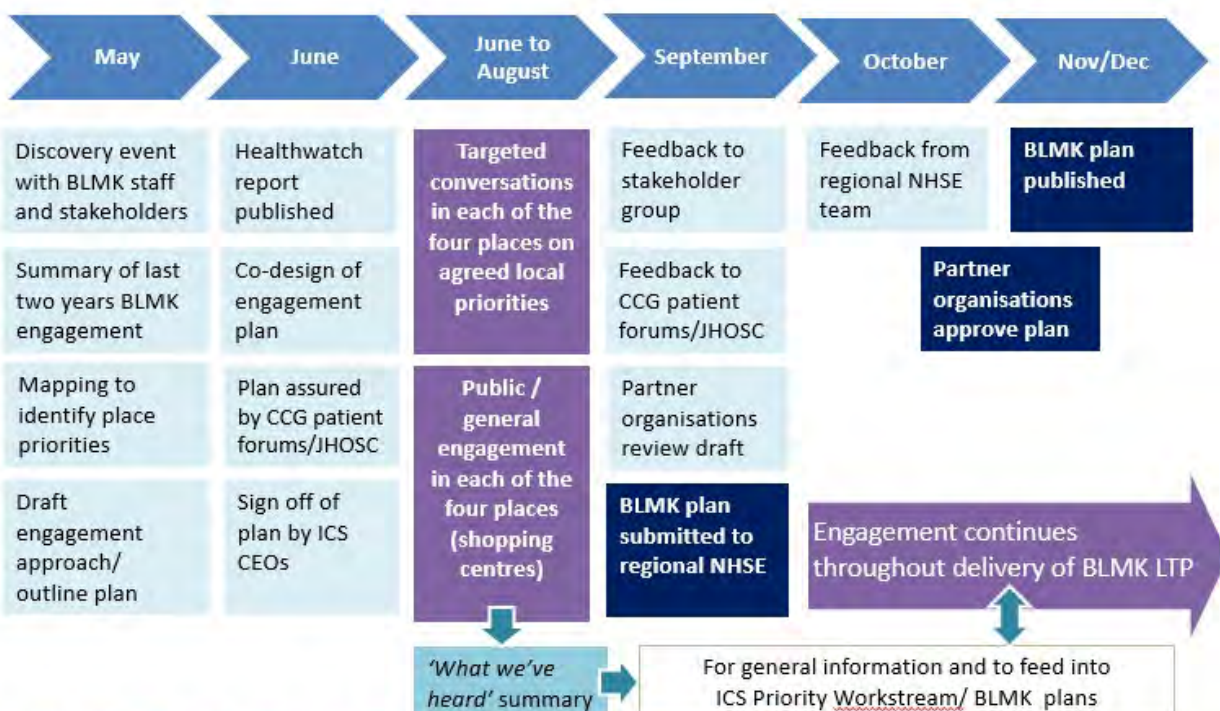 May
June
June to
August
September
October
Nov/Dec
Discovery event
with BLMK staff
and stakeholders
Summary of last
two years BLMK
engagement
Mapping to
identify place
priorities
Draft
engagement
approach/
outline plan
Healthwatch
report
published
Co-design of
engagement
plan
Plan assured
by CCG patient
forums/JHOSC
Sign off of
plan by ICS
CEOs
Targeted
conversations
in each of the
four places on
agreed local
priorities
Public /
general
engagement
in each of the
four places
(shopping
centres)
'What we've
heard' summary
Feedback to
stakeholder
group
Feedback to
CCG patient
forums/JHOSC
Partner
organisations
review draft
BLMK plan
submitted to
regional NHSE
Feedback from
regional NHSE
team
BLMK plan
published
Partner
organisations
approve plan
Engagement continues
throughout delivery of BLMK LTP
For general information and to feed into
ICS Priority Workstream/ BLMK plans